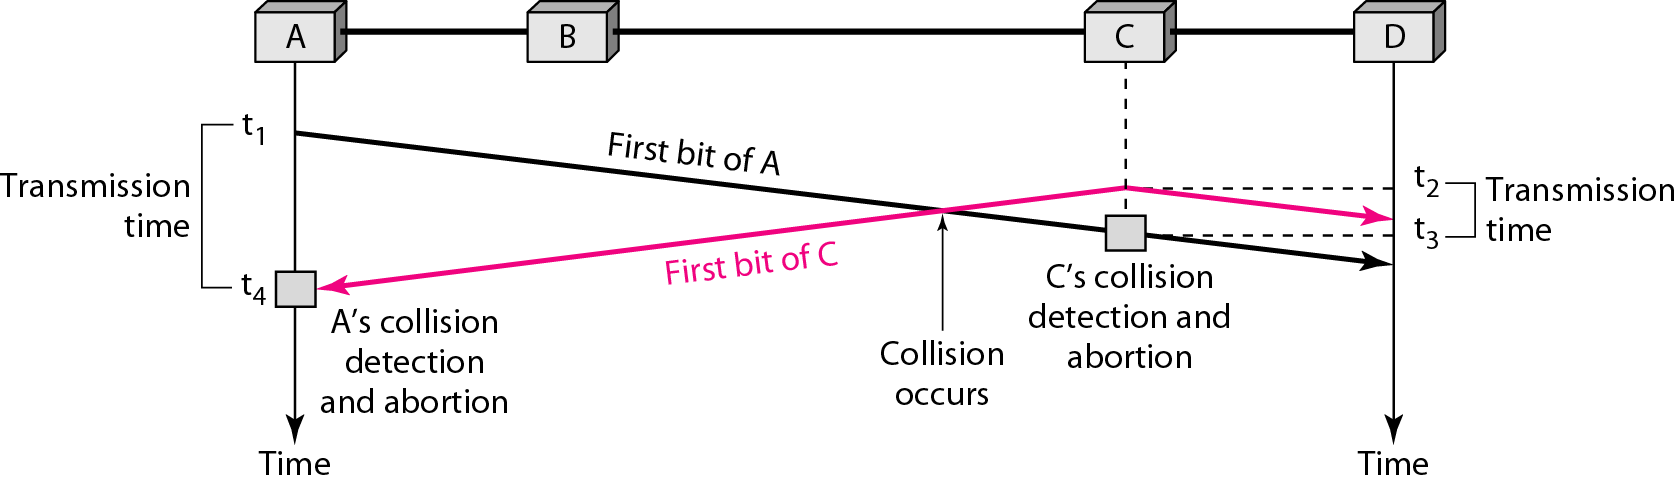 A
B
C
D
t1
First bit of A
Transmission
time
t2
Transmission
time
t3
First bit of C
t4
C’s collision
detection and
abortion
A’s collision
detection
and abortion
Collision
occurs
Time
Time